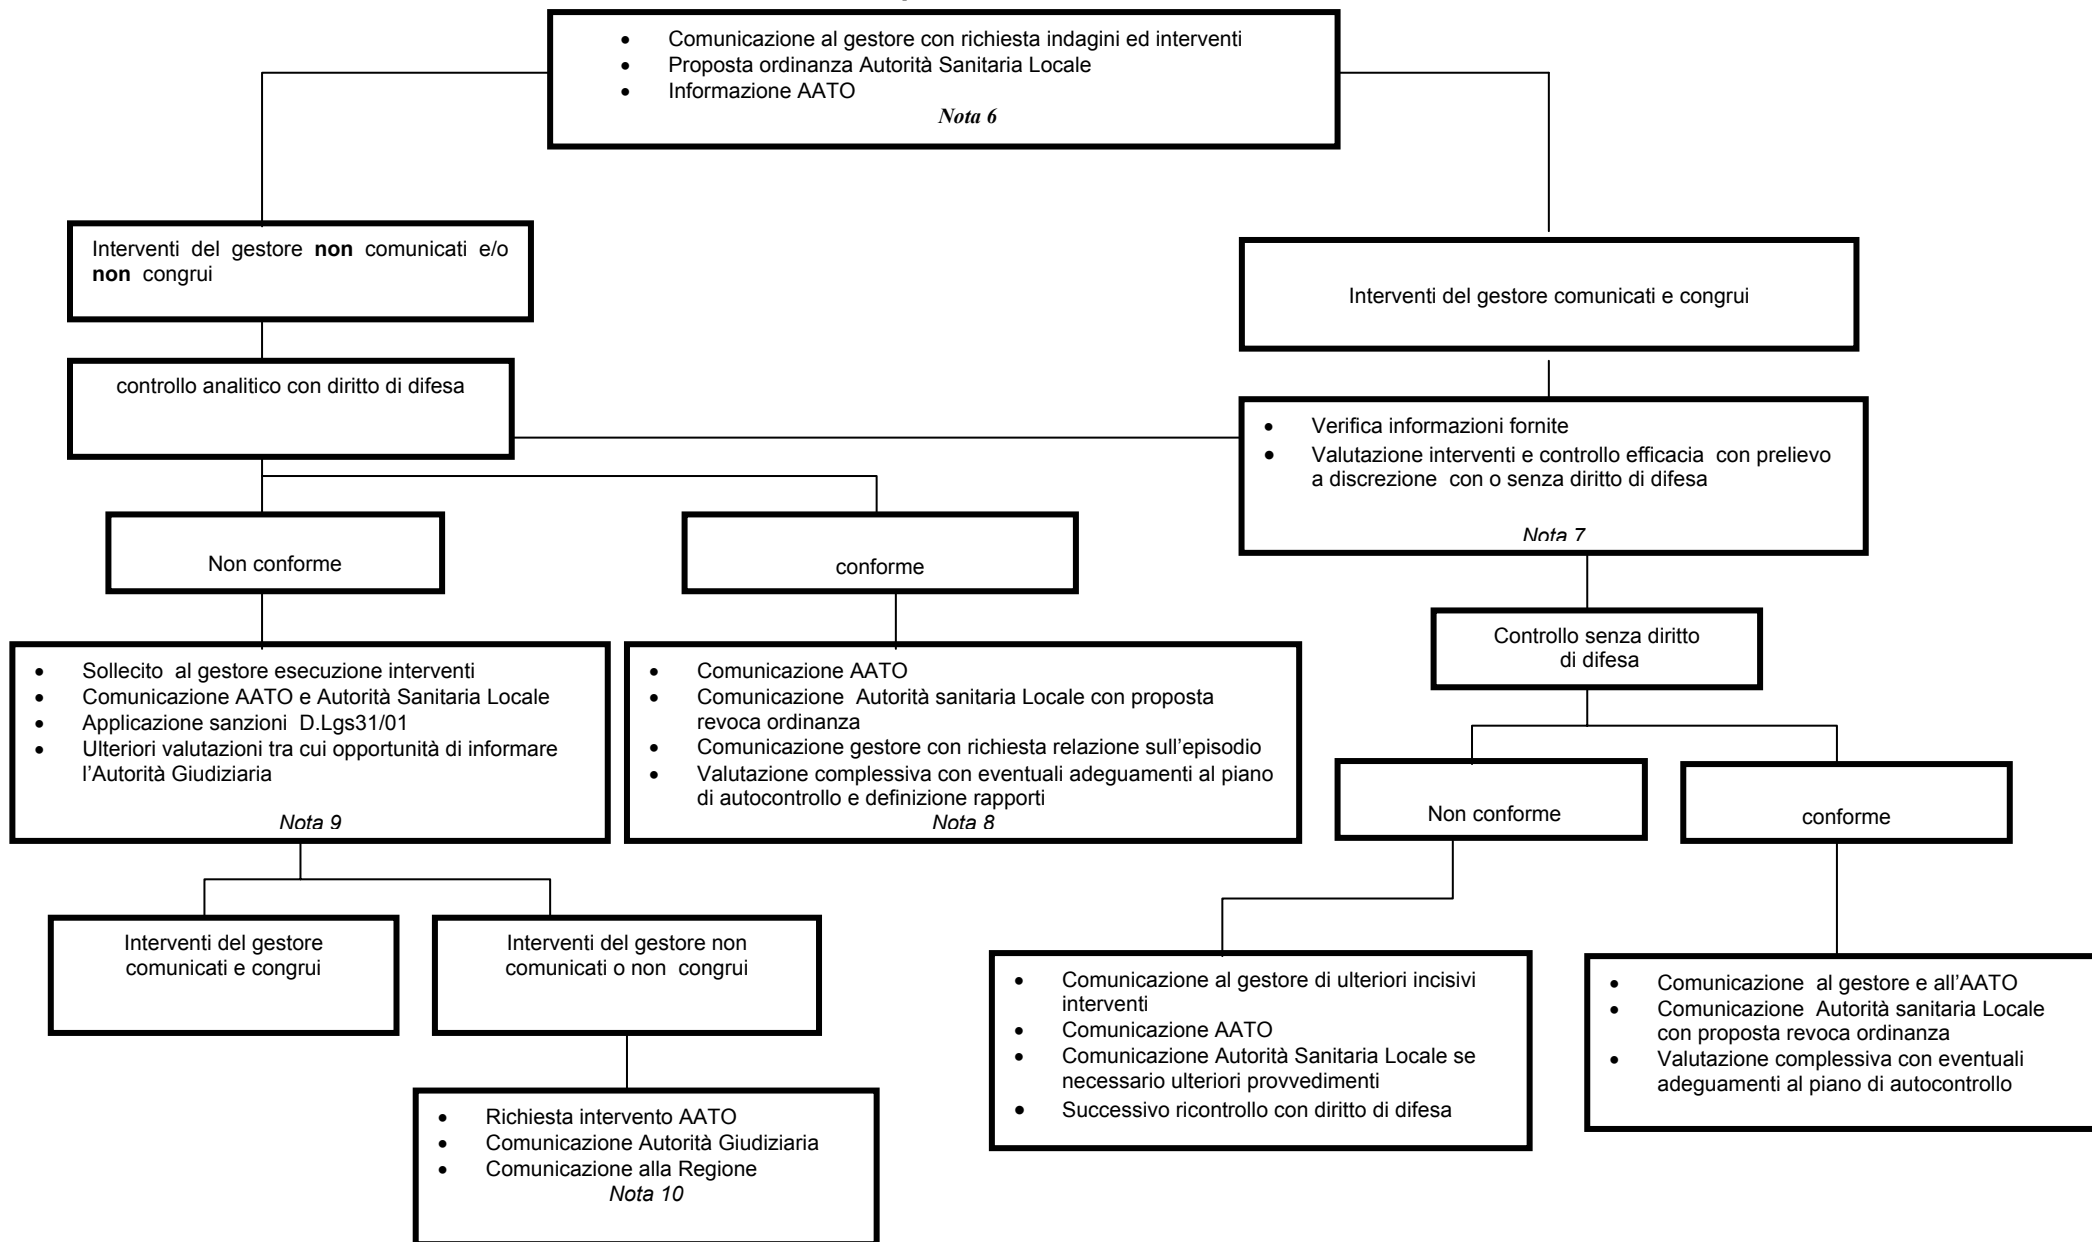 • Comunicazione al gestore con richiesta indagini ed interventi
• Proposta ordinanza Autorità Sanitaria Locale
• Informazione AATO
Nota 6
Interventi del gestore non comunicati e/o
non congrui
Interventi del gestore comunicati e congrui
controllo analitico con diritto di difesa
• Verifica informazioni fornite
• Valutazione interventi e controllo efficacia con prelievo
a discrezione con o senza diritto di difesa
Nota 7
Non conforme
conforme
Controllo senza diritto
di difesa
• Sollecito al gestore esecuzione interventi
• Comunicazione AATO e Autorità Sanitaria Locale
• Applicazione sanzioni D.Lgs31/01
• Ulteriori valutazioni tra cui opportunità di informare
l'Autorità Giudiziaria
Nota 9
• Comunicazione AATO
• Comunicazione Autorità sanitaria Locale con proposta
revoca ordinanza
• Comunicazione gestore con richiesta relazione sull'episodio
• Valutazione complessiva con eventuali adeguamenti al piano
di autocontrollo e definizione rapporti
Nota 8
Non conforme
conforme
Interventi del gestore
comunicati e congrui
Interventi del gestore non
comunicati o non congrui
• Comunicazione al gestore di ulteriori incisivi
interventi
• Comunicazione AATO
• Comunicazione Autorità Sanitaria Locale se
necessario ulteriori provvedimenti
• Successivo ricontrollo con diritto di difesa
• Comunicazione al gestore e all'AATO
• Comunicazione Autorità sanitaria Locale
con proposta revoca ordinanza
• Valutazione complessiva con eventuali
adeguamenti al piano di autocontrollo
• Richiesta intervento AATO
• Comunicazione Autorità Giudiziaria
• Comunicazione alla Regione
Nota 10